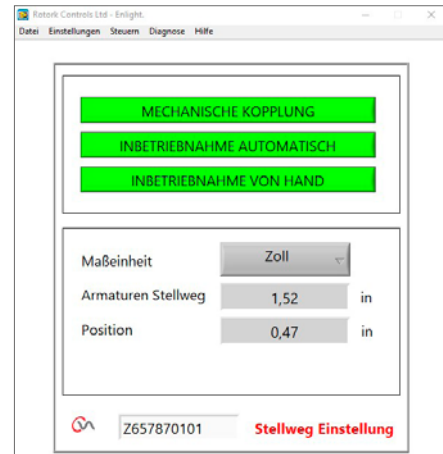 Rotork Controls Ltd - Enlight.
Datei Einstellungen Steuern Diagnose Hilfe
MECHANISCHE KOPPLUNG
INBETRIEBNAHME AUTOMATISCH
INBETRIEBNAHME VON HAND
Maßeinheit Zoll
Armaturen Stellweg 1,52 in
Position 0,47 in
Z657870101 Stellweg Einstellung